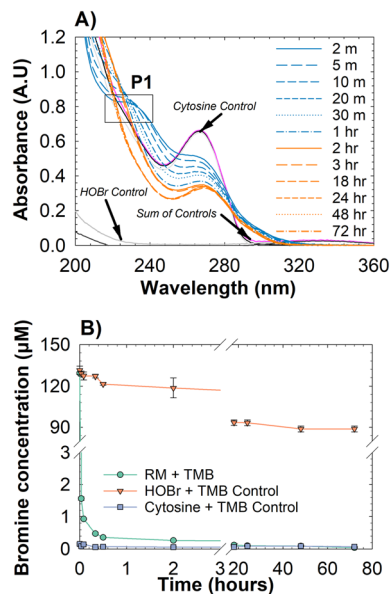 A)
Absorbance (A.U)
1.2
1.0
0.8
0.6
0.4
0.2
0.0
P1
Cytosine Control
HOBr Control
Sum of Controls
2 m
5 m
10 m
20 m
30 m
1 hr
2 hr
3 hr
18 hr
24 hr
48 hr
72 hr
200 240 280 320 360
Wavelength (nm)
B)
Bromine concentration (µM)
150
120
90
60
3
2
1
0
RM + TMB
HOBr + TMB Control
Cytosine + TMB Control
0 1 2 3 20 40 60 80
Time (hours)